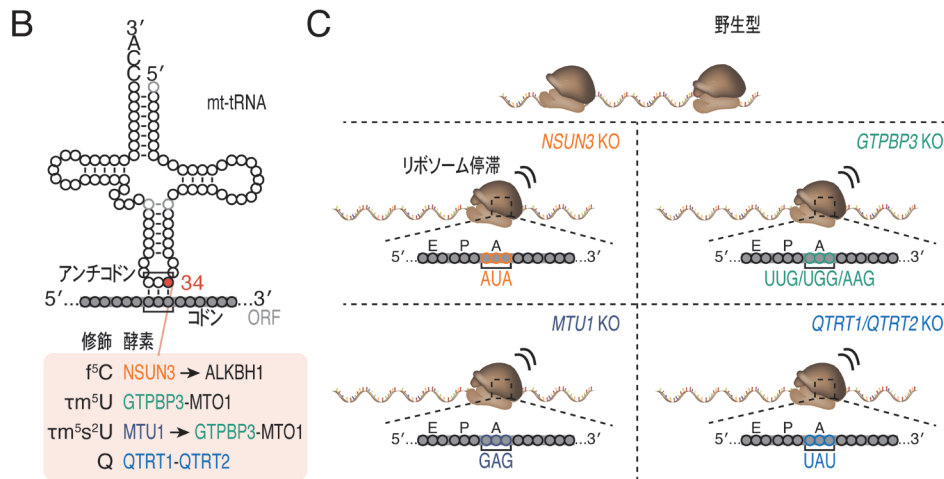 B
3′
A
C
C
5′
mt-tRNA
アンチコドン
34
5′...
...3′
コドン
ORF
修飾 酵素
f⁵C NSUN3 → ALKBH1
τm⁵U GTPBP3-MTO1
τm⁵s²U MTU1 → GTPBP3-MTO1
Q QTRT1-QTRT2
C
野生型
NSUN3 KO
リボソーム停滞
E P A
5′... ...3′
AUA
GTPBP3 KO
E P A
5′... ...3′
UUG/UGG/AAG
MTU1 KO
E P A
5′... ...3′
GAG
QTRT1/QTRT2 KO
E P A
5′... ...3′
UAU